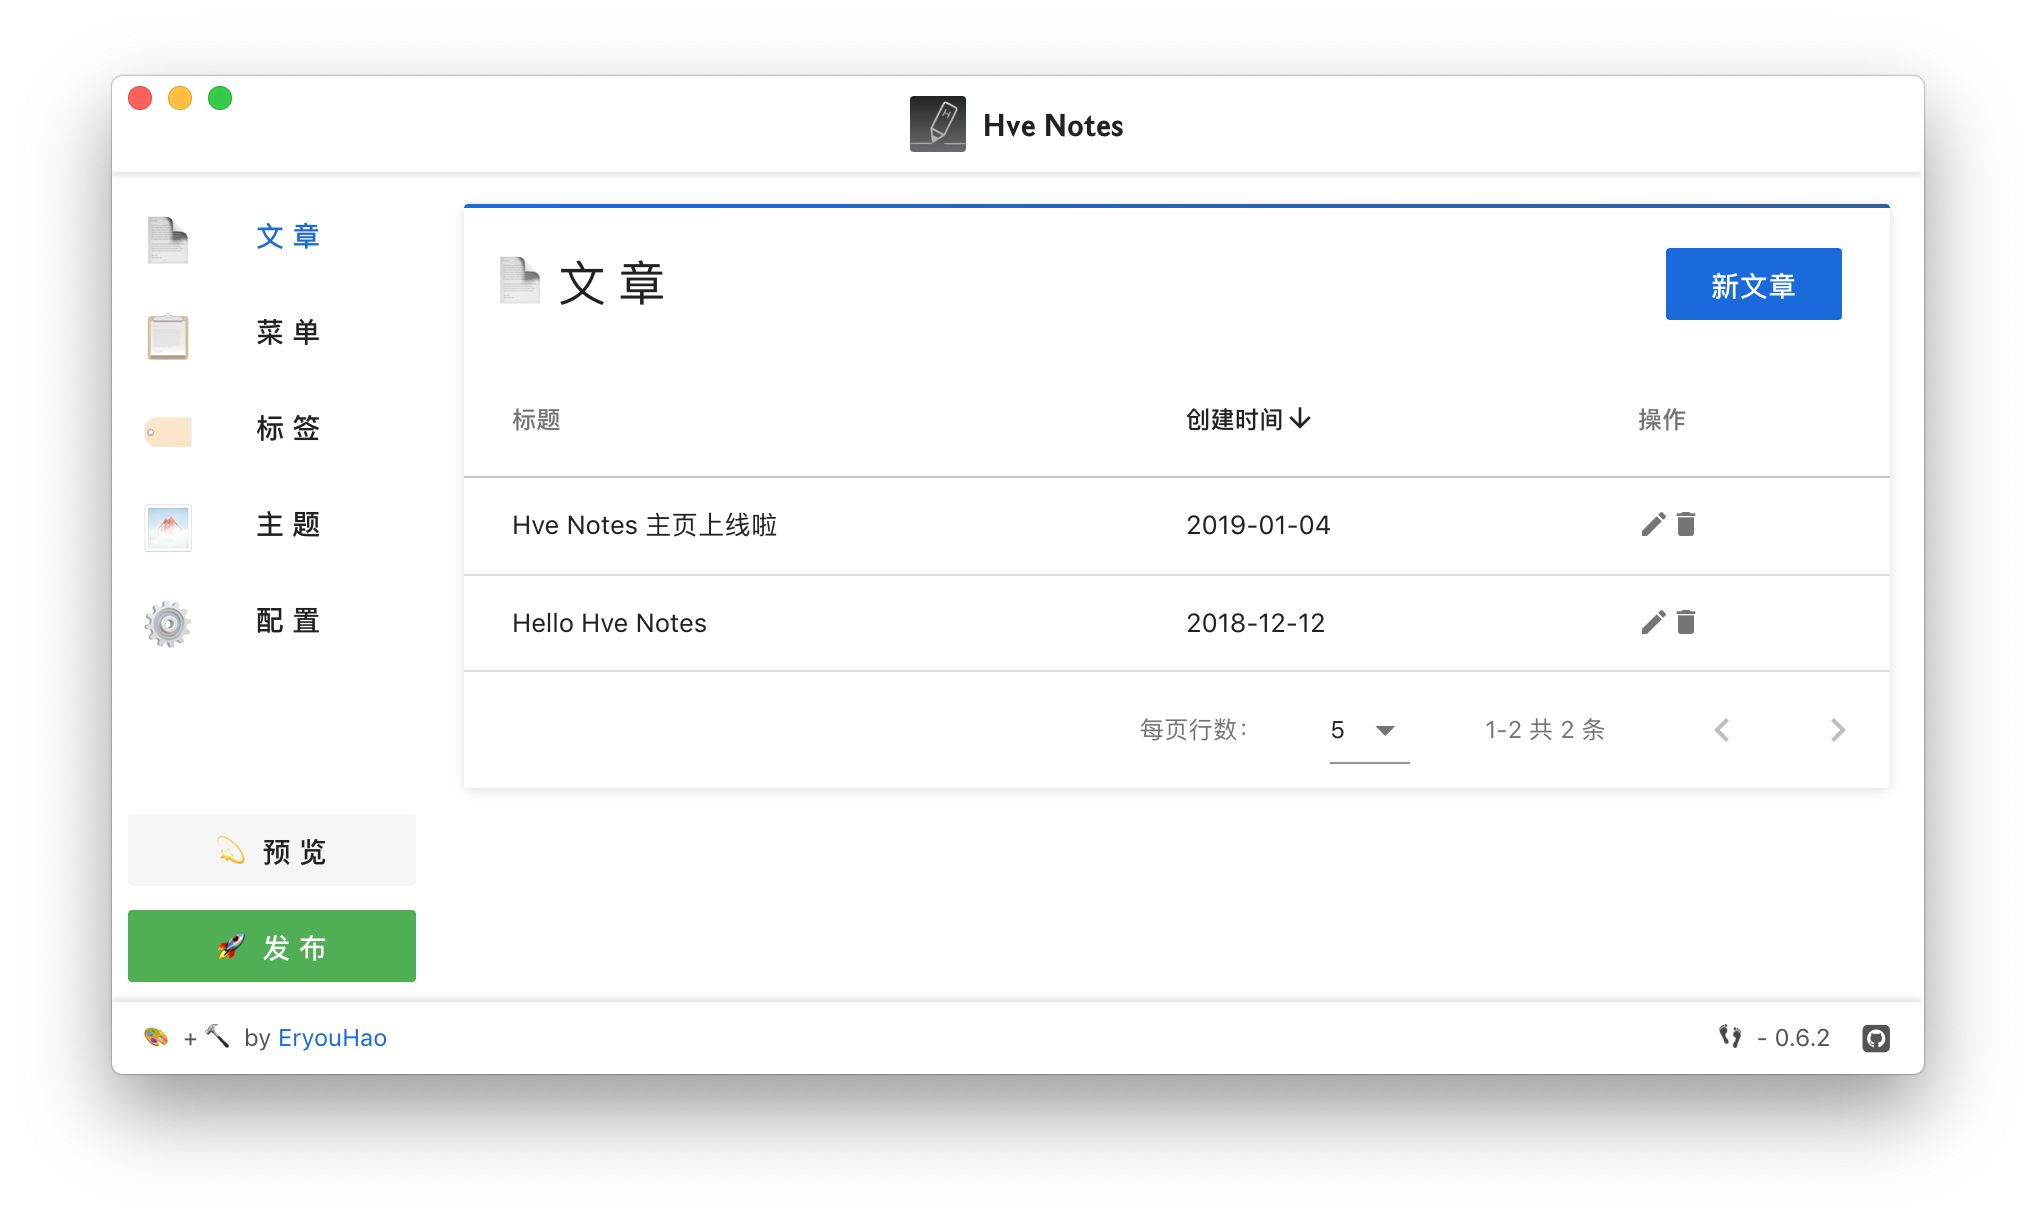 Hve Notes
文 章
菜 单
标 签
主 题
配 置
💫 预 览
🚀 发 布
文 章
新文章
标题 创建时间↓ 操作
Hve Notes 主页上线啦 2019-01-04
Hello Hve Notes 2018-12-12
每页行数: 5 1-2 共 2 条
🎨 + 🔨 by EryouHao
👣 - 0.6.2